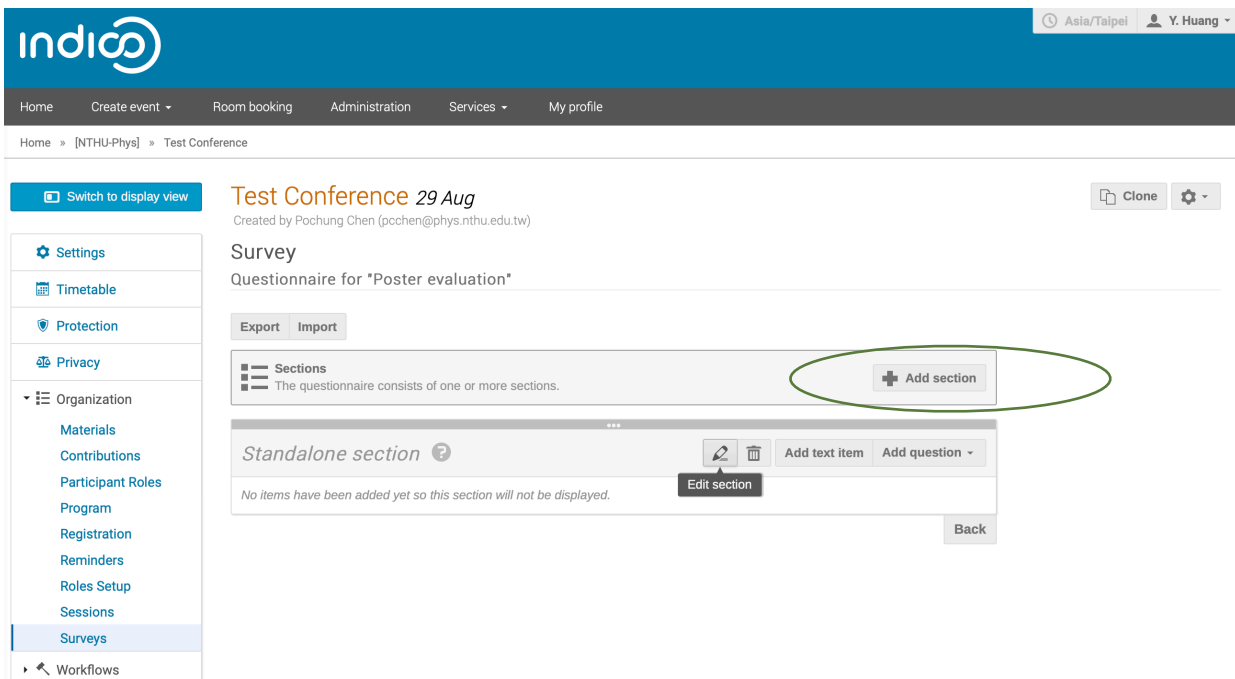 Asia/Taipei Y. Huang
indico
Home Create event Room booking Administration Services My profile
Home » [NTHU-Phys] » Test Conference
Switch to display view
Test Conference 29 Aug
Clone
Created by Pochung Chen (pcchen@phys.nthu.edu.tw)
Settings
Survey
Questionnaire for "Poster evaluation"
Timetable
Protection
Export Import
Privacy
Sections
The questionnaire consists of one or more sections.
Add section
Organization
Materials
Contributions
Participant Roles
Program
Registration
Reminders
Roles Setup
Sessions
Surveys
Workflows
Standalone section ?
Add text item Add question
Edit section
No items have been added yet so this section will not be displayed.
Back